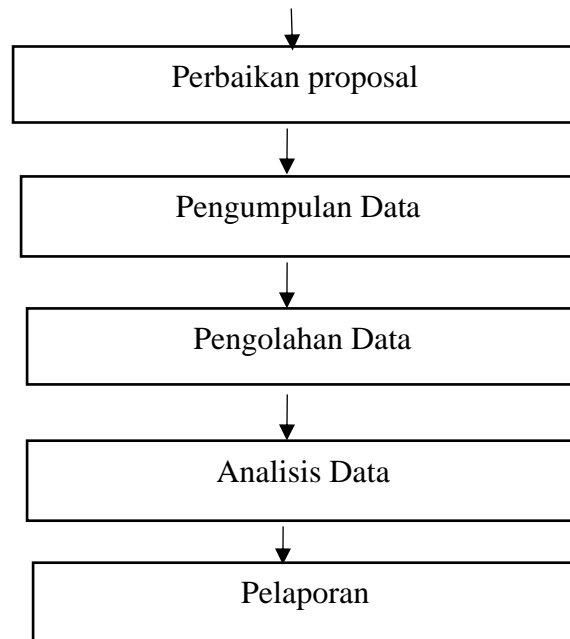 Perbaikan proposal
Pengumpulan Data
Pengolahan Data
Analisis Data
Pelaporan